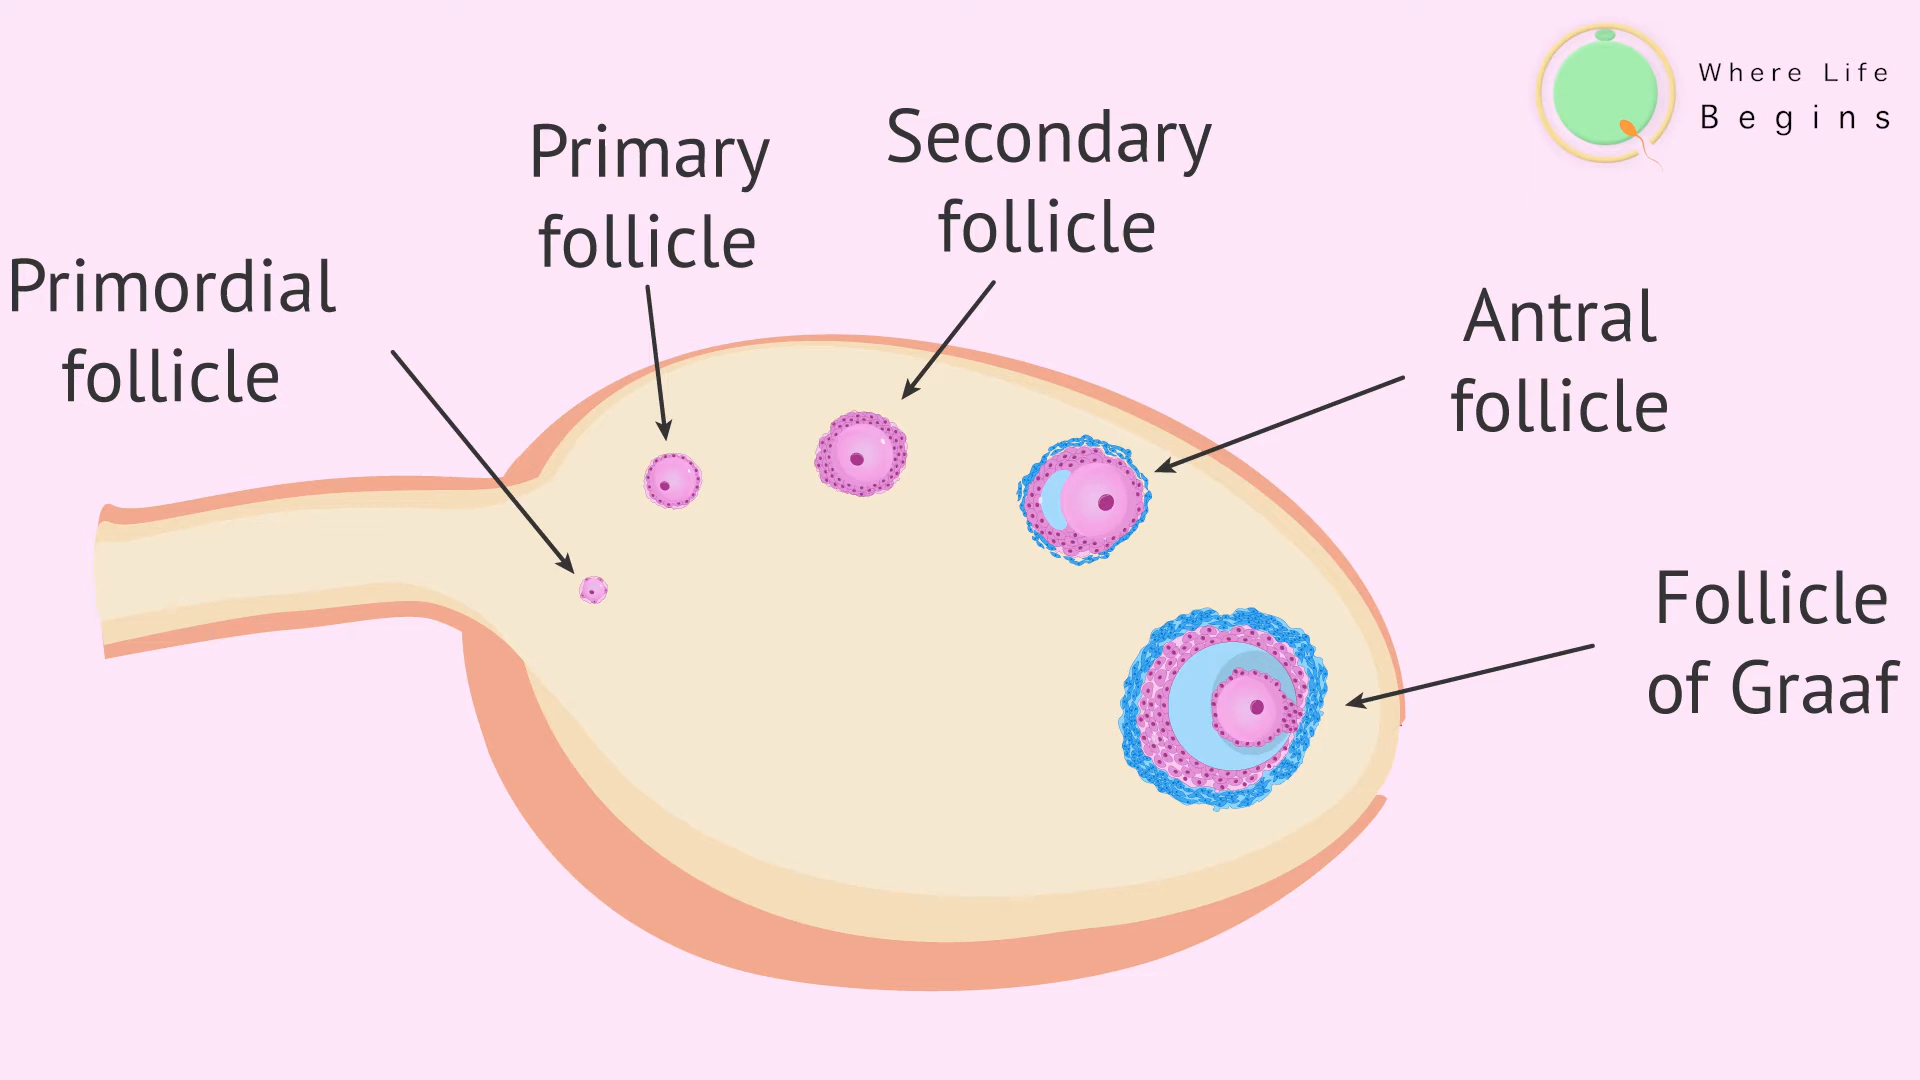 Where Life
Begins
Primordial
follicle
Primary
follicle
Secondary
follicle
Antral
follicle
Follicle
of Graaf